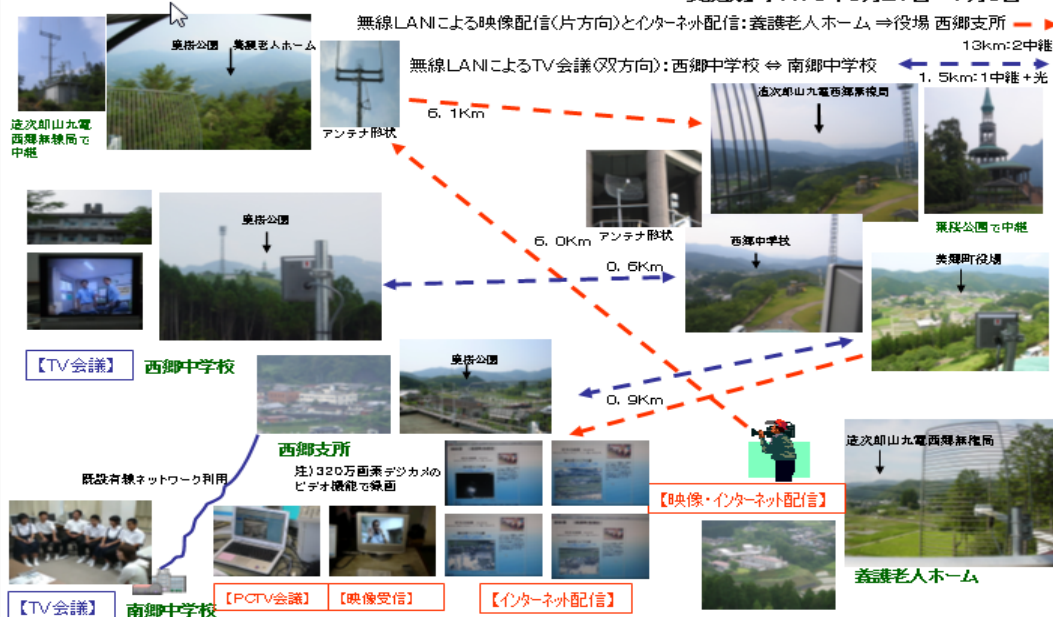 無線LANによる映像配信(片方向)とインターネット配信:養護老人ホーム ⇒役場 西郷支所
13km:2中継
無線LANによるTV会議(双方向):西郷中学校 ⇔ 南郷中学校
1.5km:1中継+光
公園 養護老人ホーム
造次郎山九電
西郷無線局で
中継
アンテナ形状
6.1Km
造次郎山九電西郷無線局
公園で中継
アンテナ形状
6.0Km
0.6Km
公園
西郷中学校
美郷町役場
【TV会議】
西郷中学校
公園
0.9Km
西郷支所
既設有線ネットワーク利用
注)320万画素デジカメの
ビデオ機能で録画
造次郎山九電西郷無線局
【映像・インターネット配信】
養護老人ホーム
【TV会議】
南郷中学校
【PCTV会議】
【映像受信】
【インターネット配信】